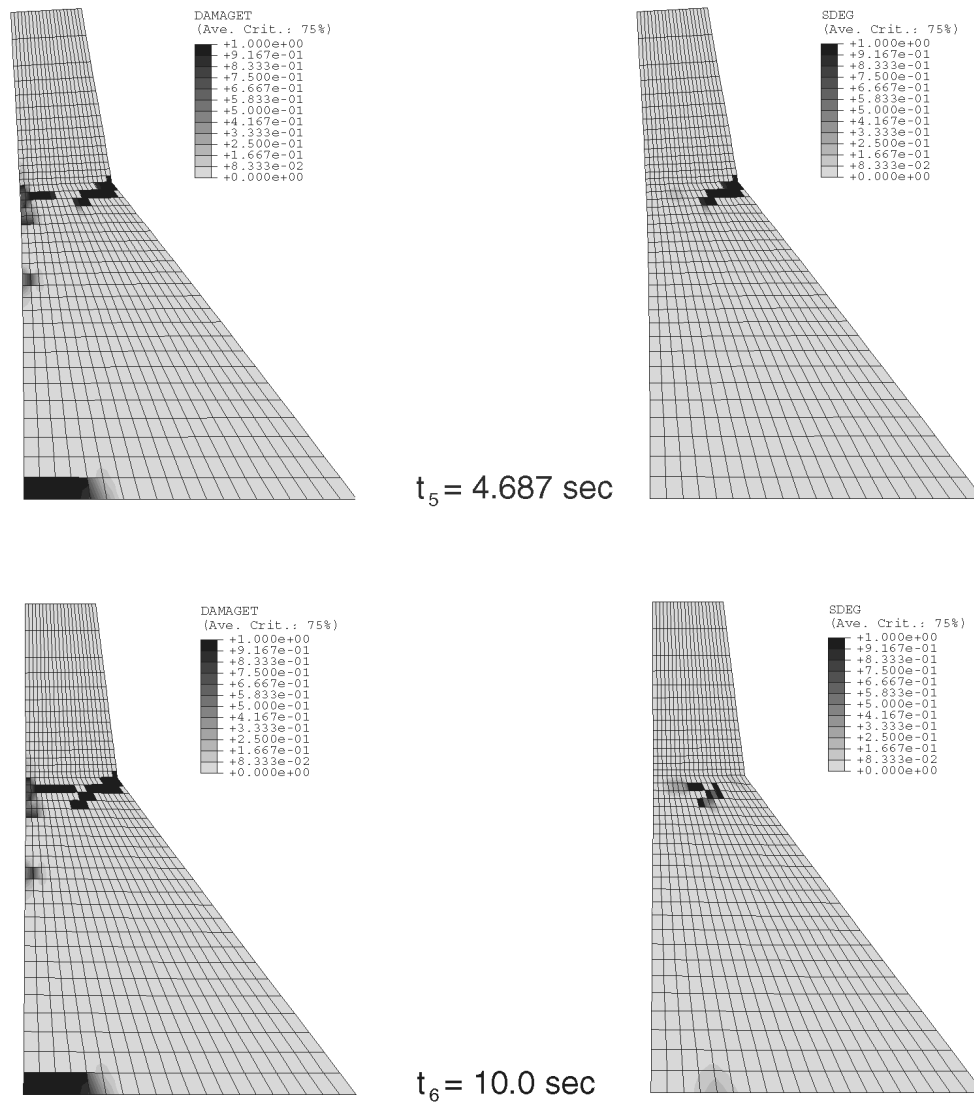 DAMAGET
(Ave. Crit.: 75%)
+1.000e+00
+9.167e-01
+8.333e-01
+7.500e-01
+6.667e-01
+5.833e-01
+5.000e-01
+4.167e-01
+3.333e-01
+2.500e-01
+1.667e-01
+8.333e-02
+0.000e+00
SDEG
(Ave. Crit.: 75%)
+1.000e+00
+9.167e-01
+8.333e-01
+7.500e-01
+6.667e-01
+5.833e-01
+5.000e-01
+4.167e-01
+3.333e-01
+2.500e-01
+1.667e-01
+8.333e-02
+0.000e+00
t5 = 4.687 sec
DAMAGET
(Ave. Crit.: 75%)
+1.000e+00
+9.167e-01
+8.333e-01
+7.500e-01
+6.667e-01
+5.833e-01
+5.000e-01
+4.167e-01
+3.333e-01
+2.500e-01
+1.667e-01
+8.333e-02
+0.000e+00
SDEG
(Ave. Crit.: 75%)
+1.000e+00
+9.167e-01
+8.333e-01
+7.500e-01
+6.667e-01
+5.833e-01
+5.000e-01
+4.167e-01
+3.333e-01
+2.500e-01
+1.667e-01
+8.333e-02
+0.000e+00
t6 = 10.0 sec